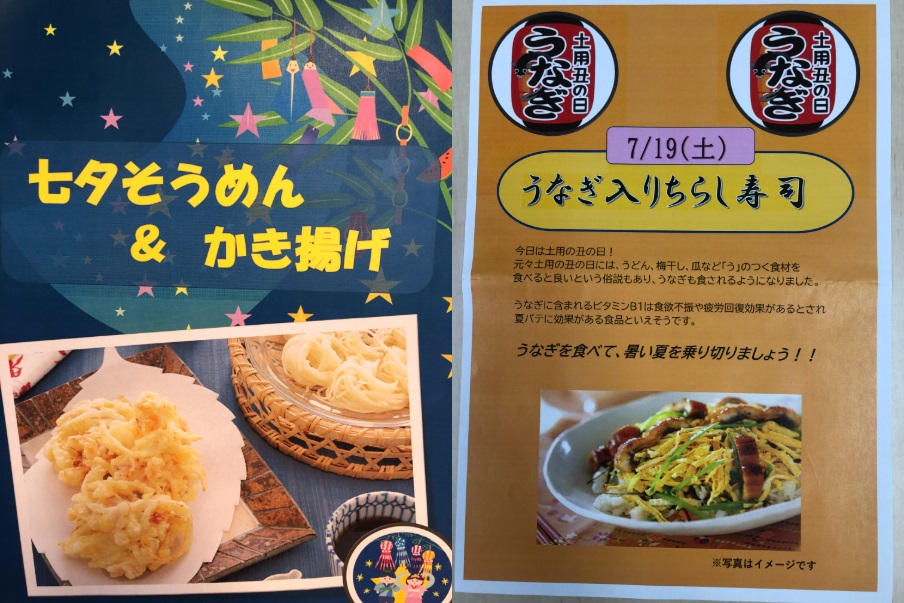 七夕そうめん
& かき揚げ
土用丑の日
うなぎ
土用丑の日
うなぎ
7/19(土)
うなぎ入りちらし寿司
今日は土用の丑の日!
元々土用の丑の日には、うどん、梅干し、瓜など「う」のつく食材を
食べると良いという俗説もあり、うなぎも食されるようになりました。
うなぎに含まれるビタミンB1は食欲不振や疲労回復効果があるとされ
夏バテに効果がある食品といえそうです。
うなぎを食べて、暑い夏を乗り切りましょう!!
※写真はイメージです